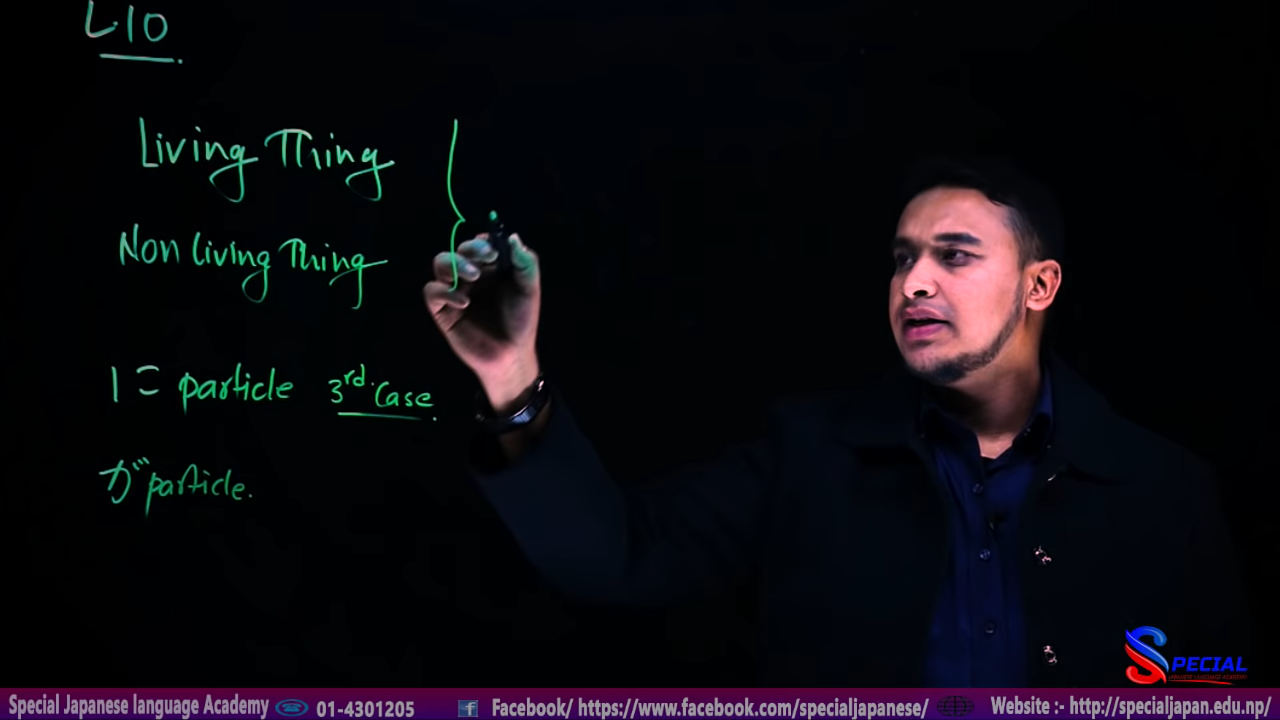 L10
Living Thing
Non living Thing
に particle 3rd. Case
が particle.
SPECIAL
Special Japanese language Academy 01-4301205 Facebook/ https://www.facebook.com/specialjapanese/ Website :- http://specialjapan.edu.np/